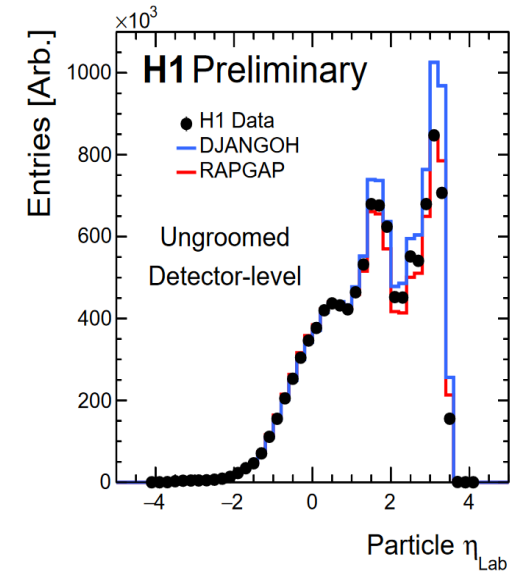 ×10³
H1 Preliminary
H1 Data
DJANGOH
RAPGAP
Ungroomed
Detector-level
Entries [Arb.]
1000
800
600
400
200
0
−4 −2 0 2 4
Particle η_Lab